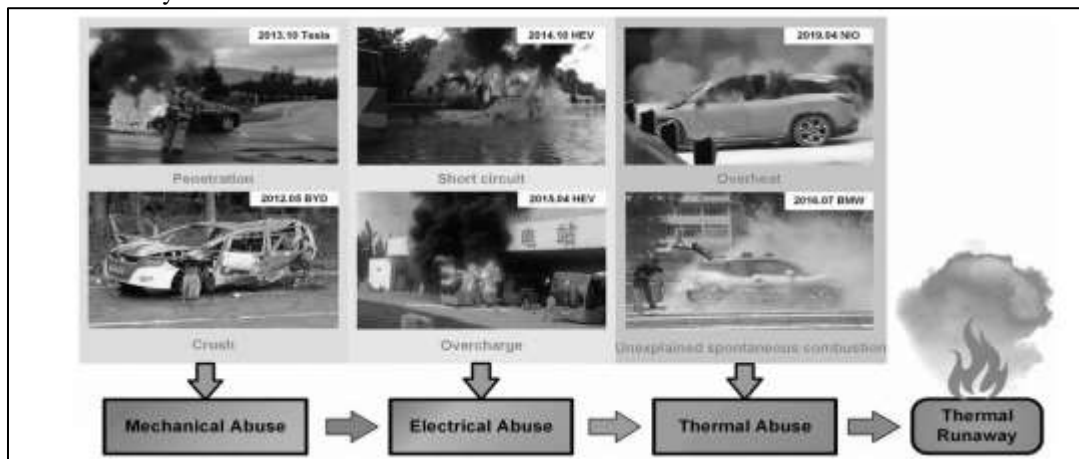 2013.10 Tesla
2014.10 HEV
2019.04 NIO
Penetration
Short circuit
Overheat
2012.05 BYD
2015.04 HEV
2016.07 BMW
Crush
Overcharge
Unexplained spontaneous combustion
Mechanical Abuse
Electrical Abuse
Thermal Abuse
Thermal
Runaway